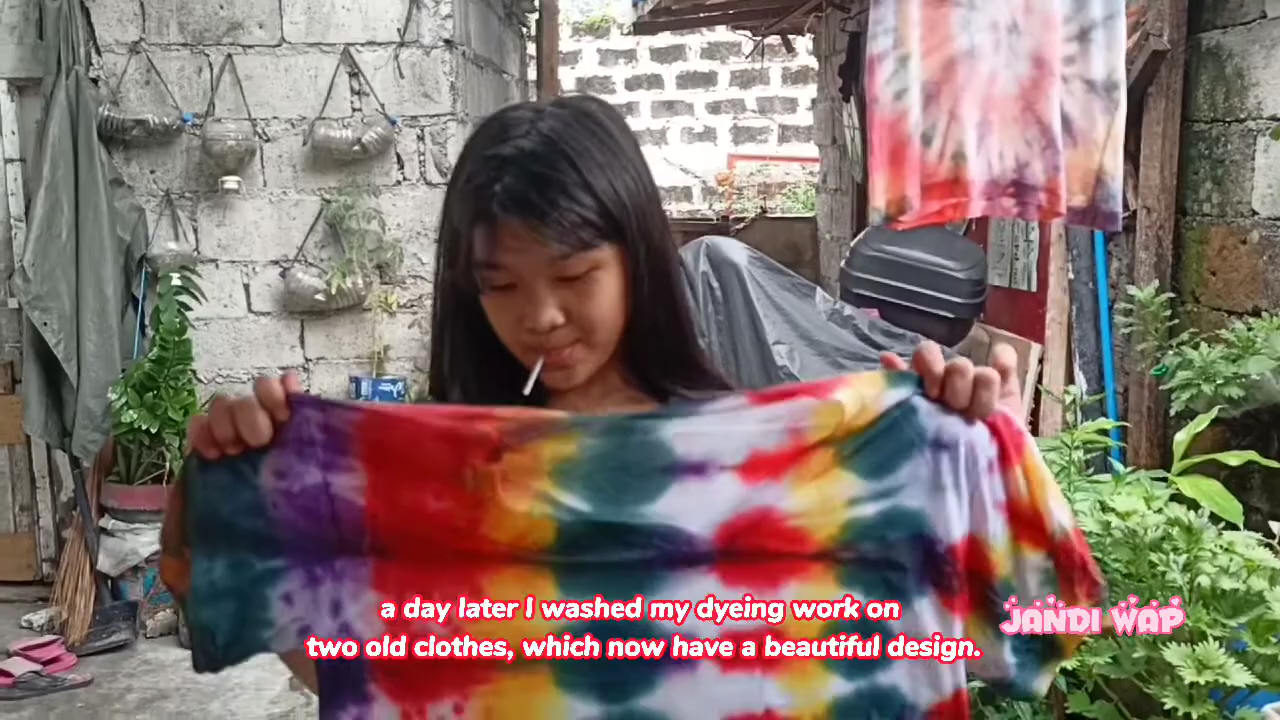 a day later I washed my dyeing work on
two old clothes, which now have a beautiful design.
JANDI WAP